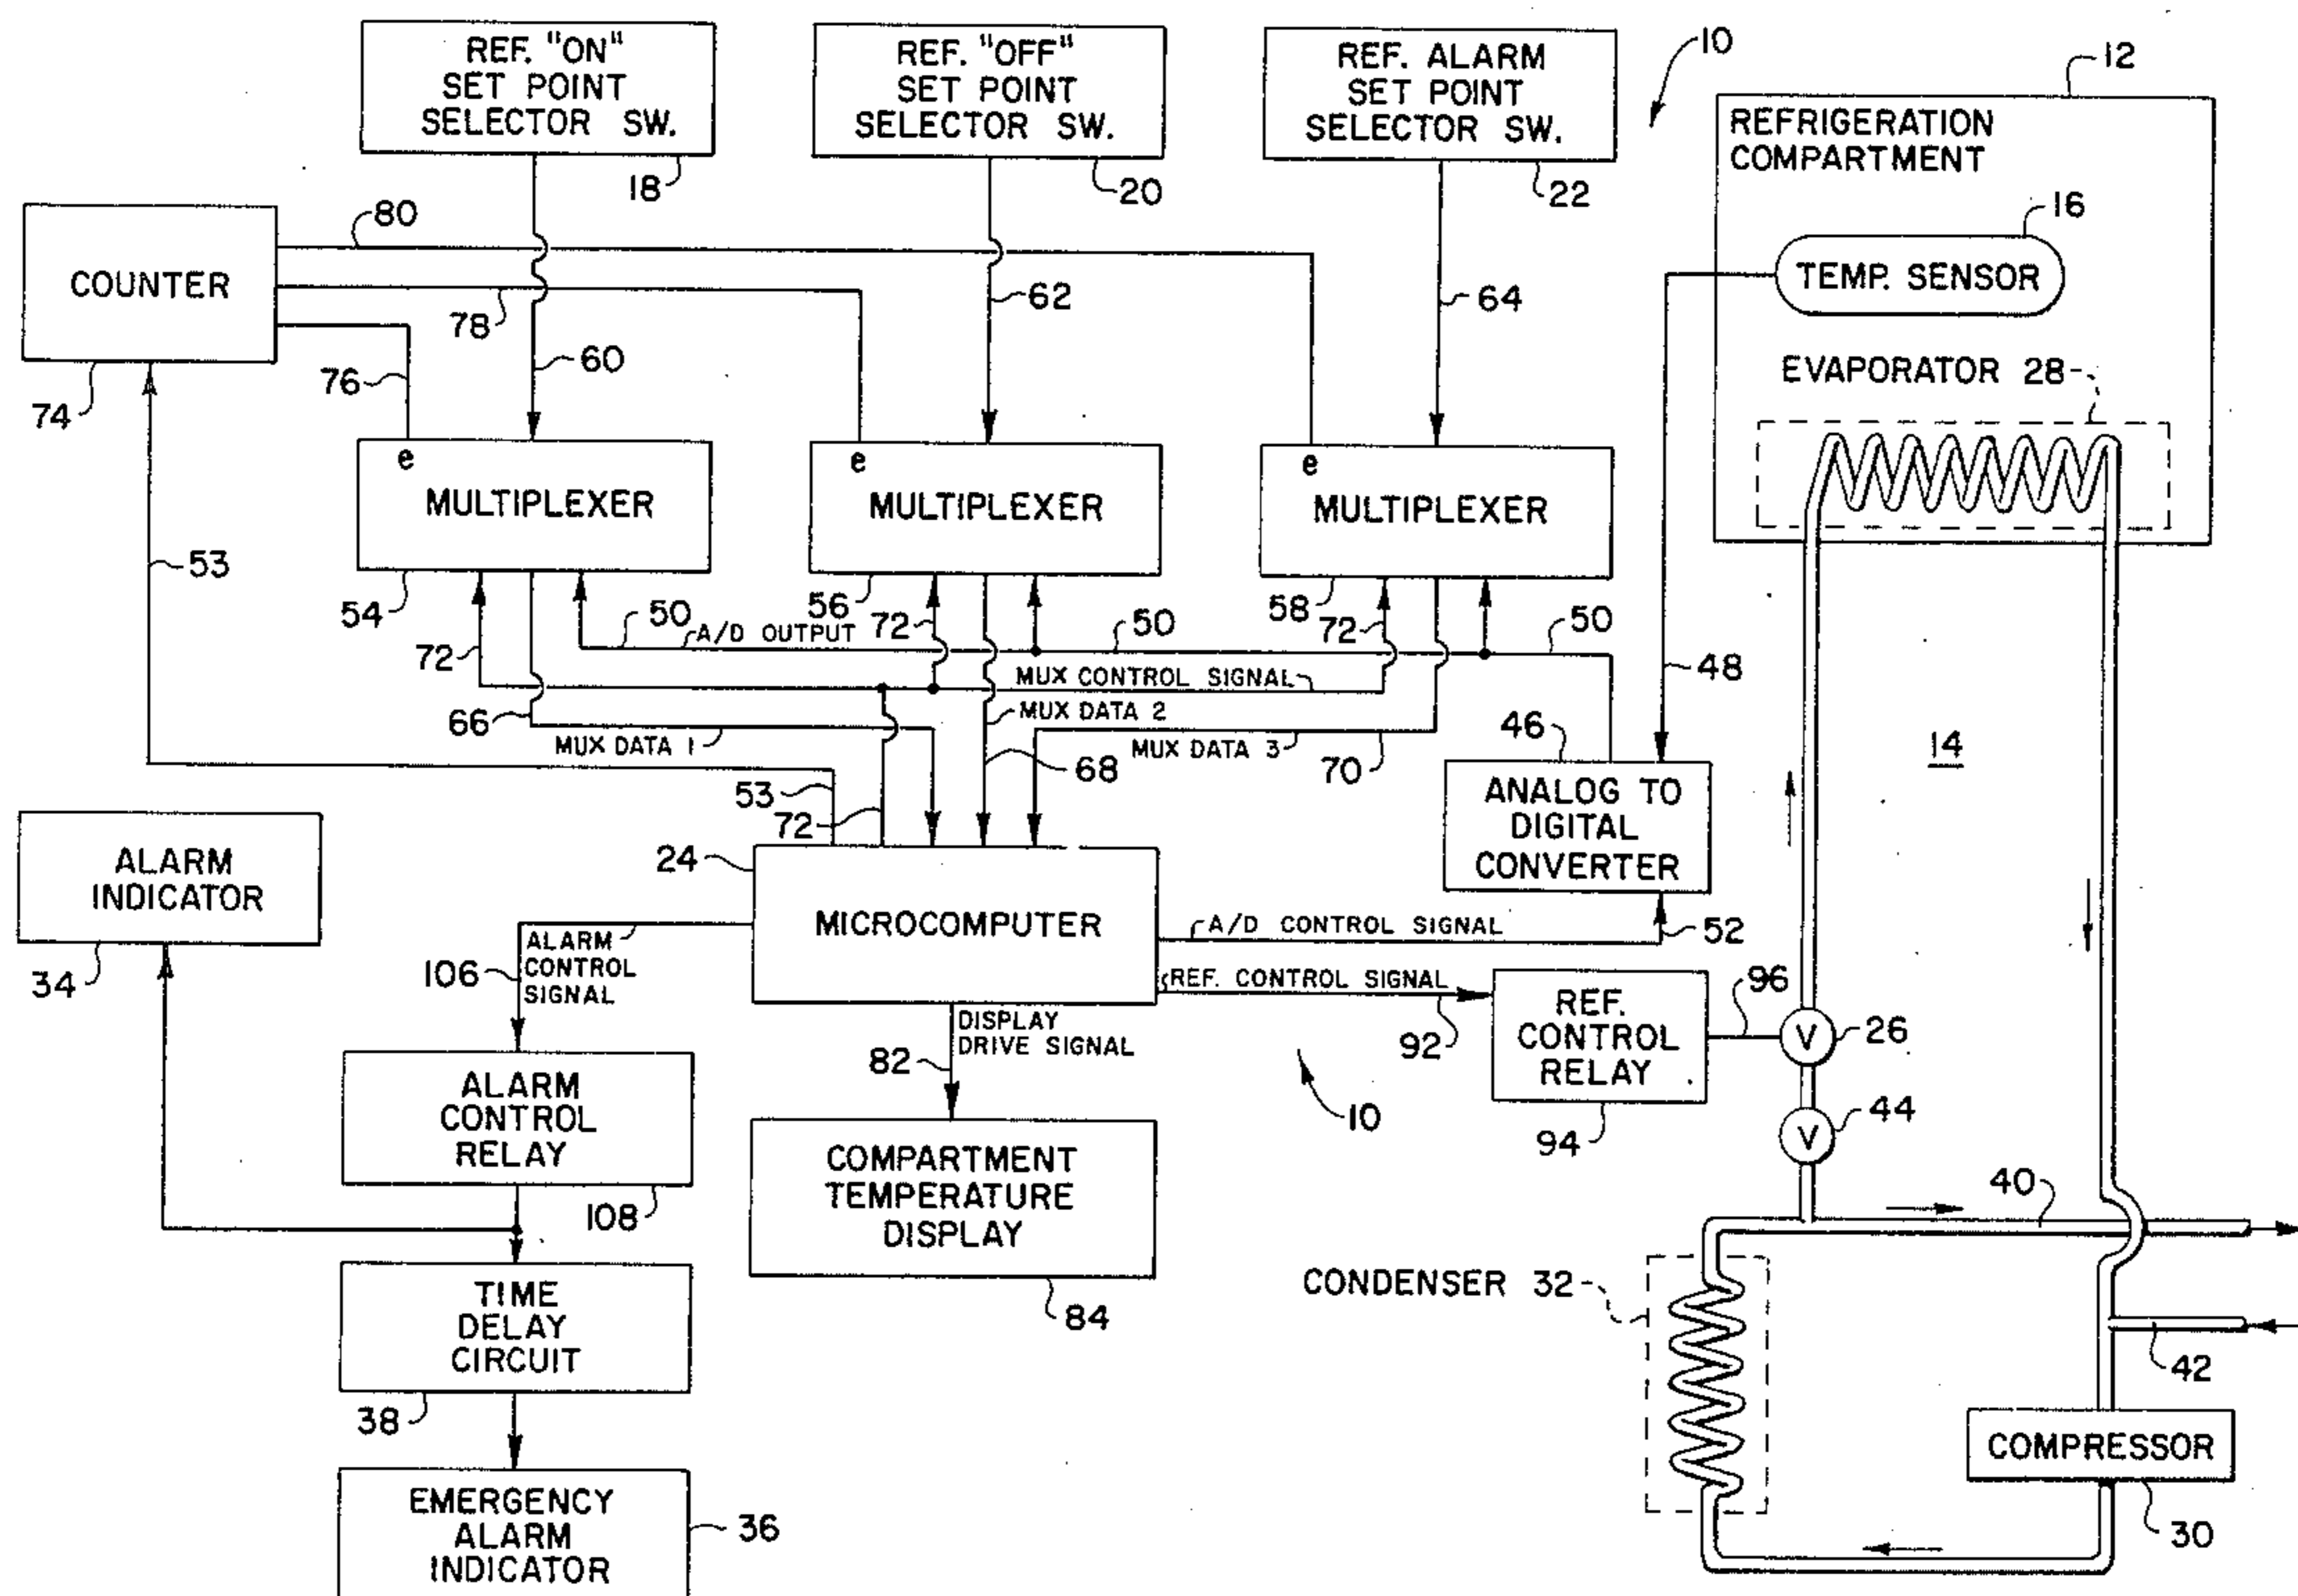 REF. "ON"
SET POINT
SELECTOR SW.
18
REF. "OFF"
SET POINT
SELECTOR SW.
20
REF. ALARM
SET POINT
SELECTOR SW.
22
10
12
REFRIGERATION
COMPARTMENT
16
TEMP. SENSOR
EVAPORATOR 28
COUNTER
74
80
78
76
60
62
64
53
e
MULTIPLEXER
54
e
MULTIPLEXER
56
e
MULTIPLEXER
58
72
50
A/D OUTPUT
72
50
72
50
48
MUX CONTROL SIGNAL
66
MUX DATA 1
MUX DATA 2
68
MUX DATA 3
70
46
14
53
72
ANALOG TO
DIGITAL
CONVERTER
ALARM
INDICATOR
34
24
MICROCOMPUTER
A/D CONTROL SIGNAL
52
REF. CONTROL SIGNAL
92
106
ALARM
CONTROL
SIGNAL
DISPLAY
DRIVE SIGNAL
82
REF.
CONTROL
RELAY
94
96
V
26
V
44
10
ALARM
CONTROL
RELAY
108
COMPARTMENT
TEMPERATURE
DISPLAY
84
40
CONDENSER 32
42
TIME
DELAY
CIRCUIT
38
COMPRESSOR
30
EMERGENCY
ALARM
INDICATOR
36